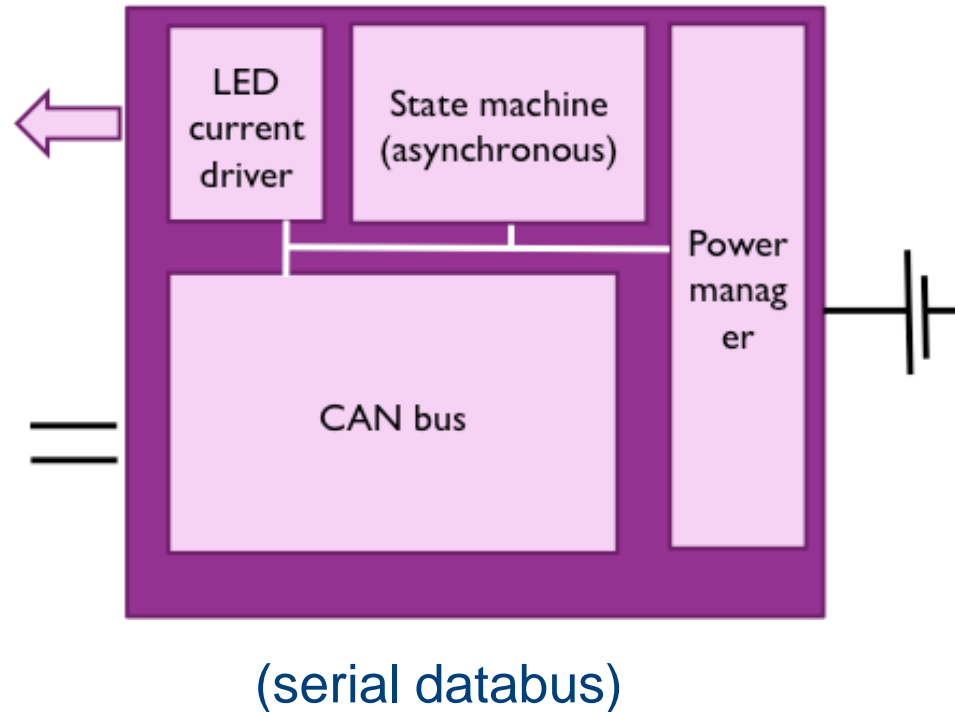 LED
current
driver
State machine
(asynchronous)
Power
manag
er
CAN bus
(serial databus)